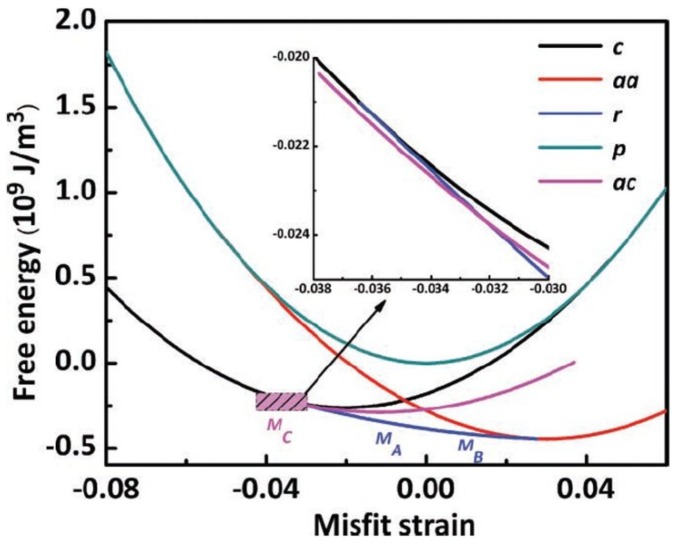 2.0
1.5
1.0
0.5
0.0
-0.5
Free energy (10⁹ J/m³)
-0.08
-0.04
0.00
0.04
Misfit strain
c
aa
r
p
ac
-0.020
-0.022
-0.024
-0.038
-0.036
-0.034
-0.032
-0.030
M_C
M_A
M_B